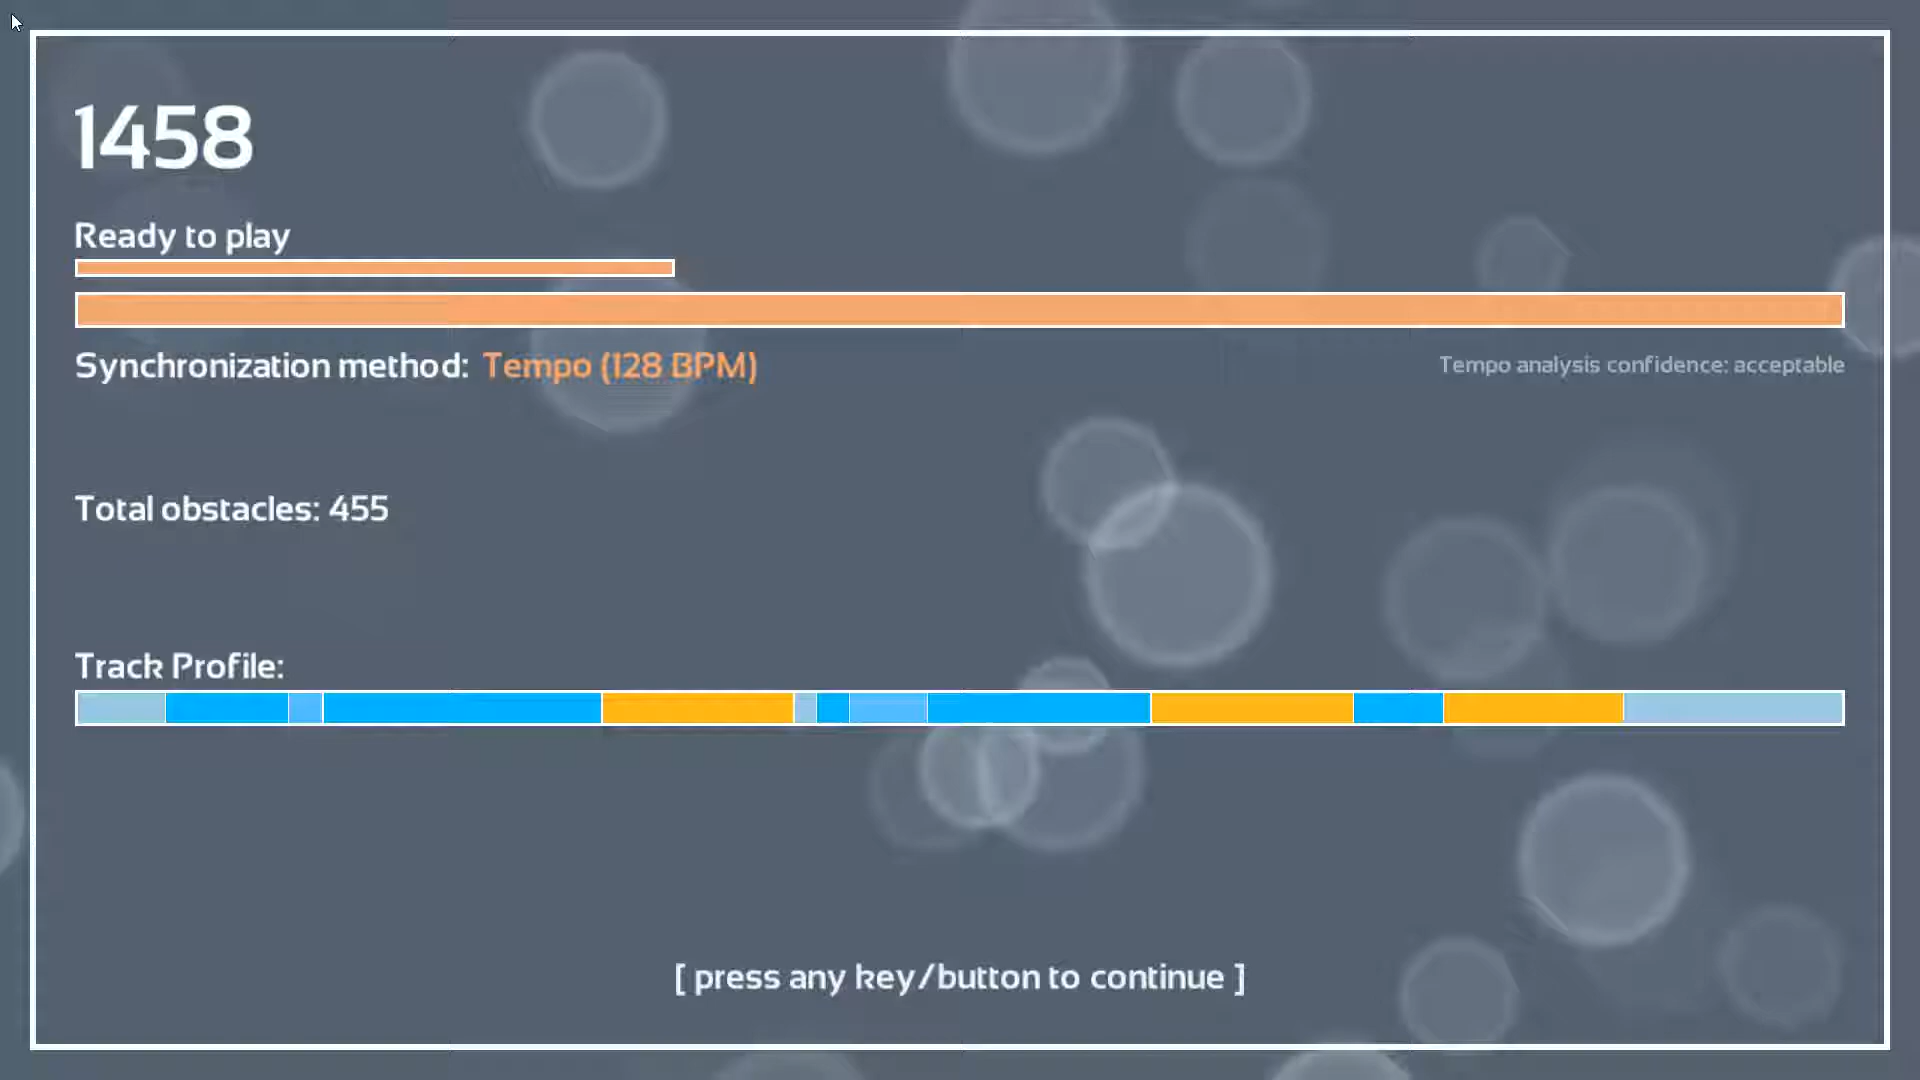 1458
Ready to play
Synchronization method: Tempo (128 BPM)
Tempo analysis confidence: acceptable
Total obstacles: 455
Track Profile:
[ press any key/button to continue ]